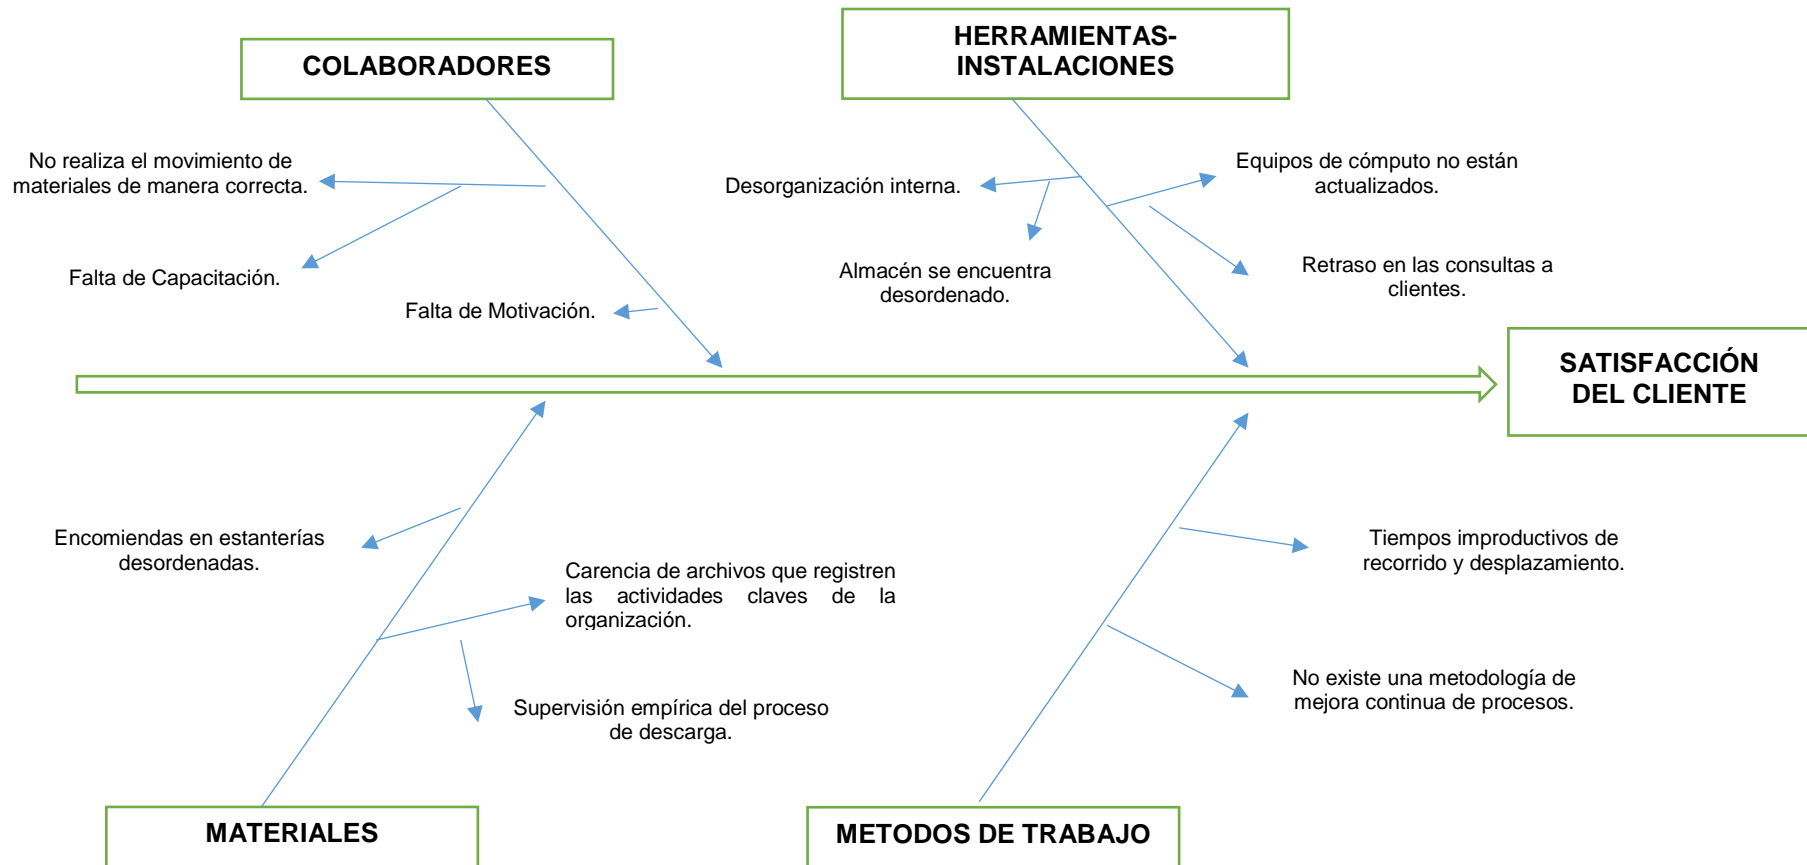 COLABORADORES
HERRAMIENTAS-
INSTALACIONES
No realiza el movimiento de
materiales de manera correcta.
Falta de Capacitación.
Falta de Motivación.
Desorganización interna.
Almacén se encuentra
desordenado.
Equipos de cómputo no están
actualizados.
Retraso en las consultas a
clientes.
SATISFACCIÓN
DEL CLIENTE
Encomiendas en estanterías
desordenadas.
Carencia de archivos que registren
las actividades claves de la
organización.
Supervisión empírica del proceso
de descarga.
Tiempos improductivos de
recorrido y desplazamiento.
No existe una metodología de
mejora continua de procesos.
MATERIALES
METODOS DE TRABAJO